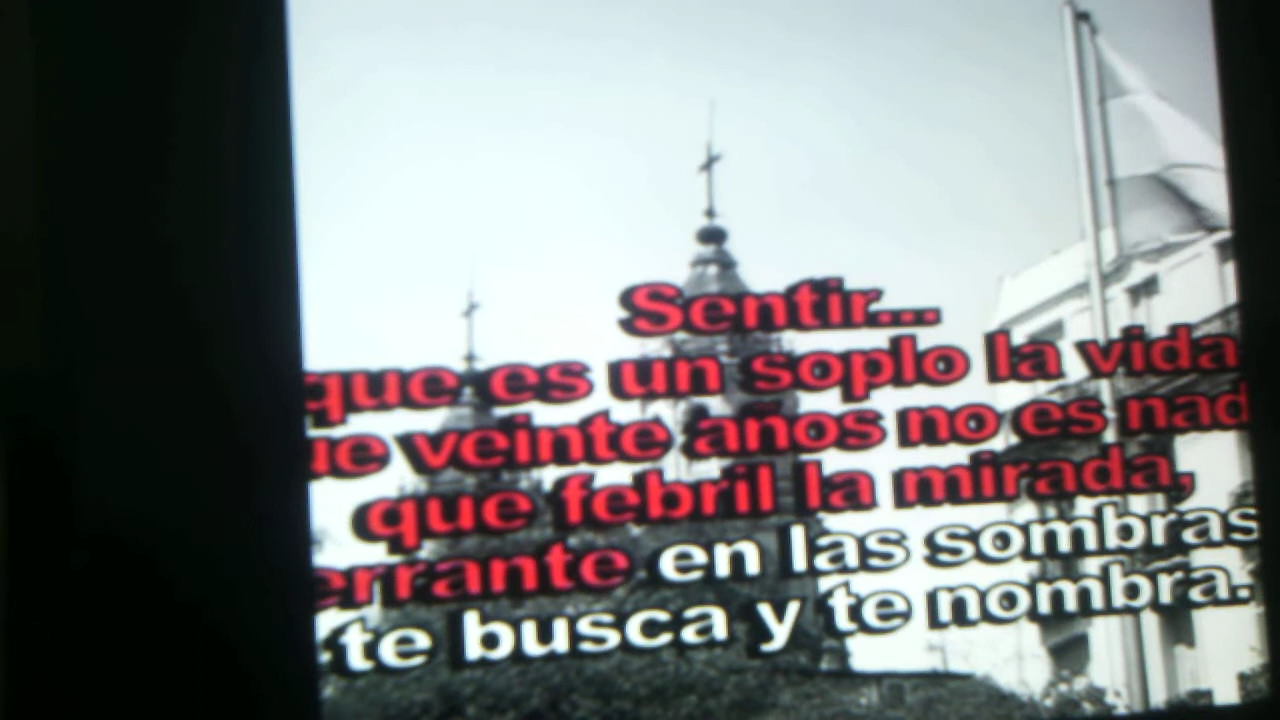 Sentir...
que es un soplo la vida
ue veinte años no es nad
que febril la mirada,
errante en las sombras
te busca y te nombra.